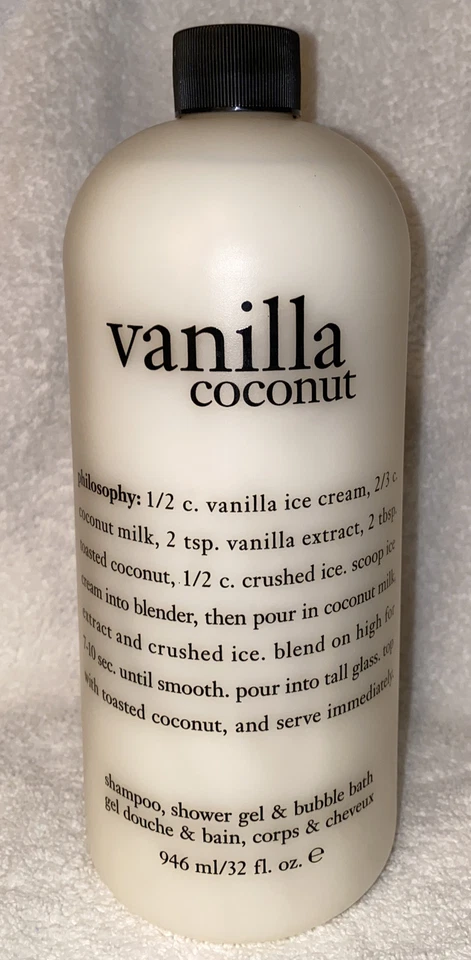 vanilla
coconut
philosophy: 1/2 c. vanilla ice cream, 2/3 c.
coconut milk, 2 tsp. vanilla extract, 2 tbsp.
toasted coconut, 1/2 c. crushed ice. scoop ice
cream into blender, then pour in coconut milk,
extract and crushed ice. blend on high for
7-10 sec. until smooth. pour into tall glass. top
with toasted coconut, and serve immediately.
shampoo, shower gel & bubble bath
gel douche & bain, corps & cheveux
946 ml/32 fl. oz. ℮